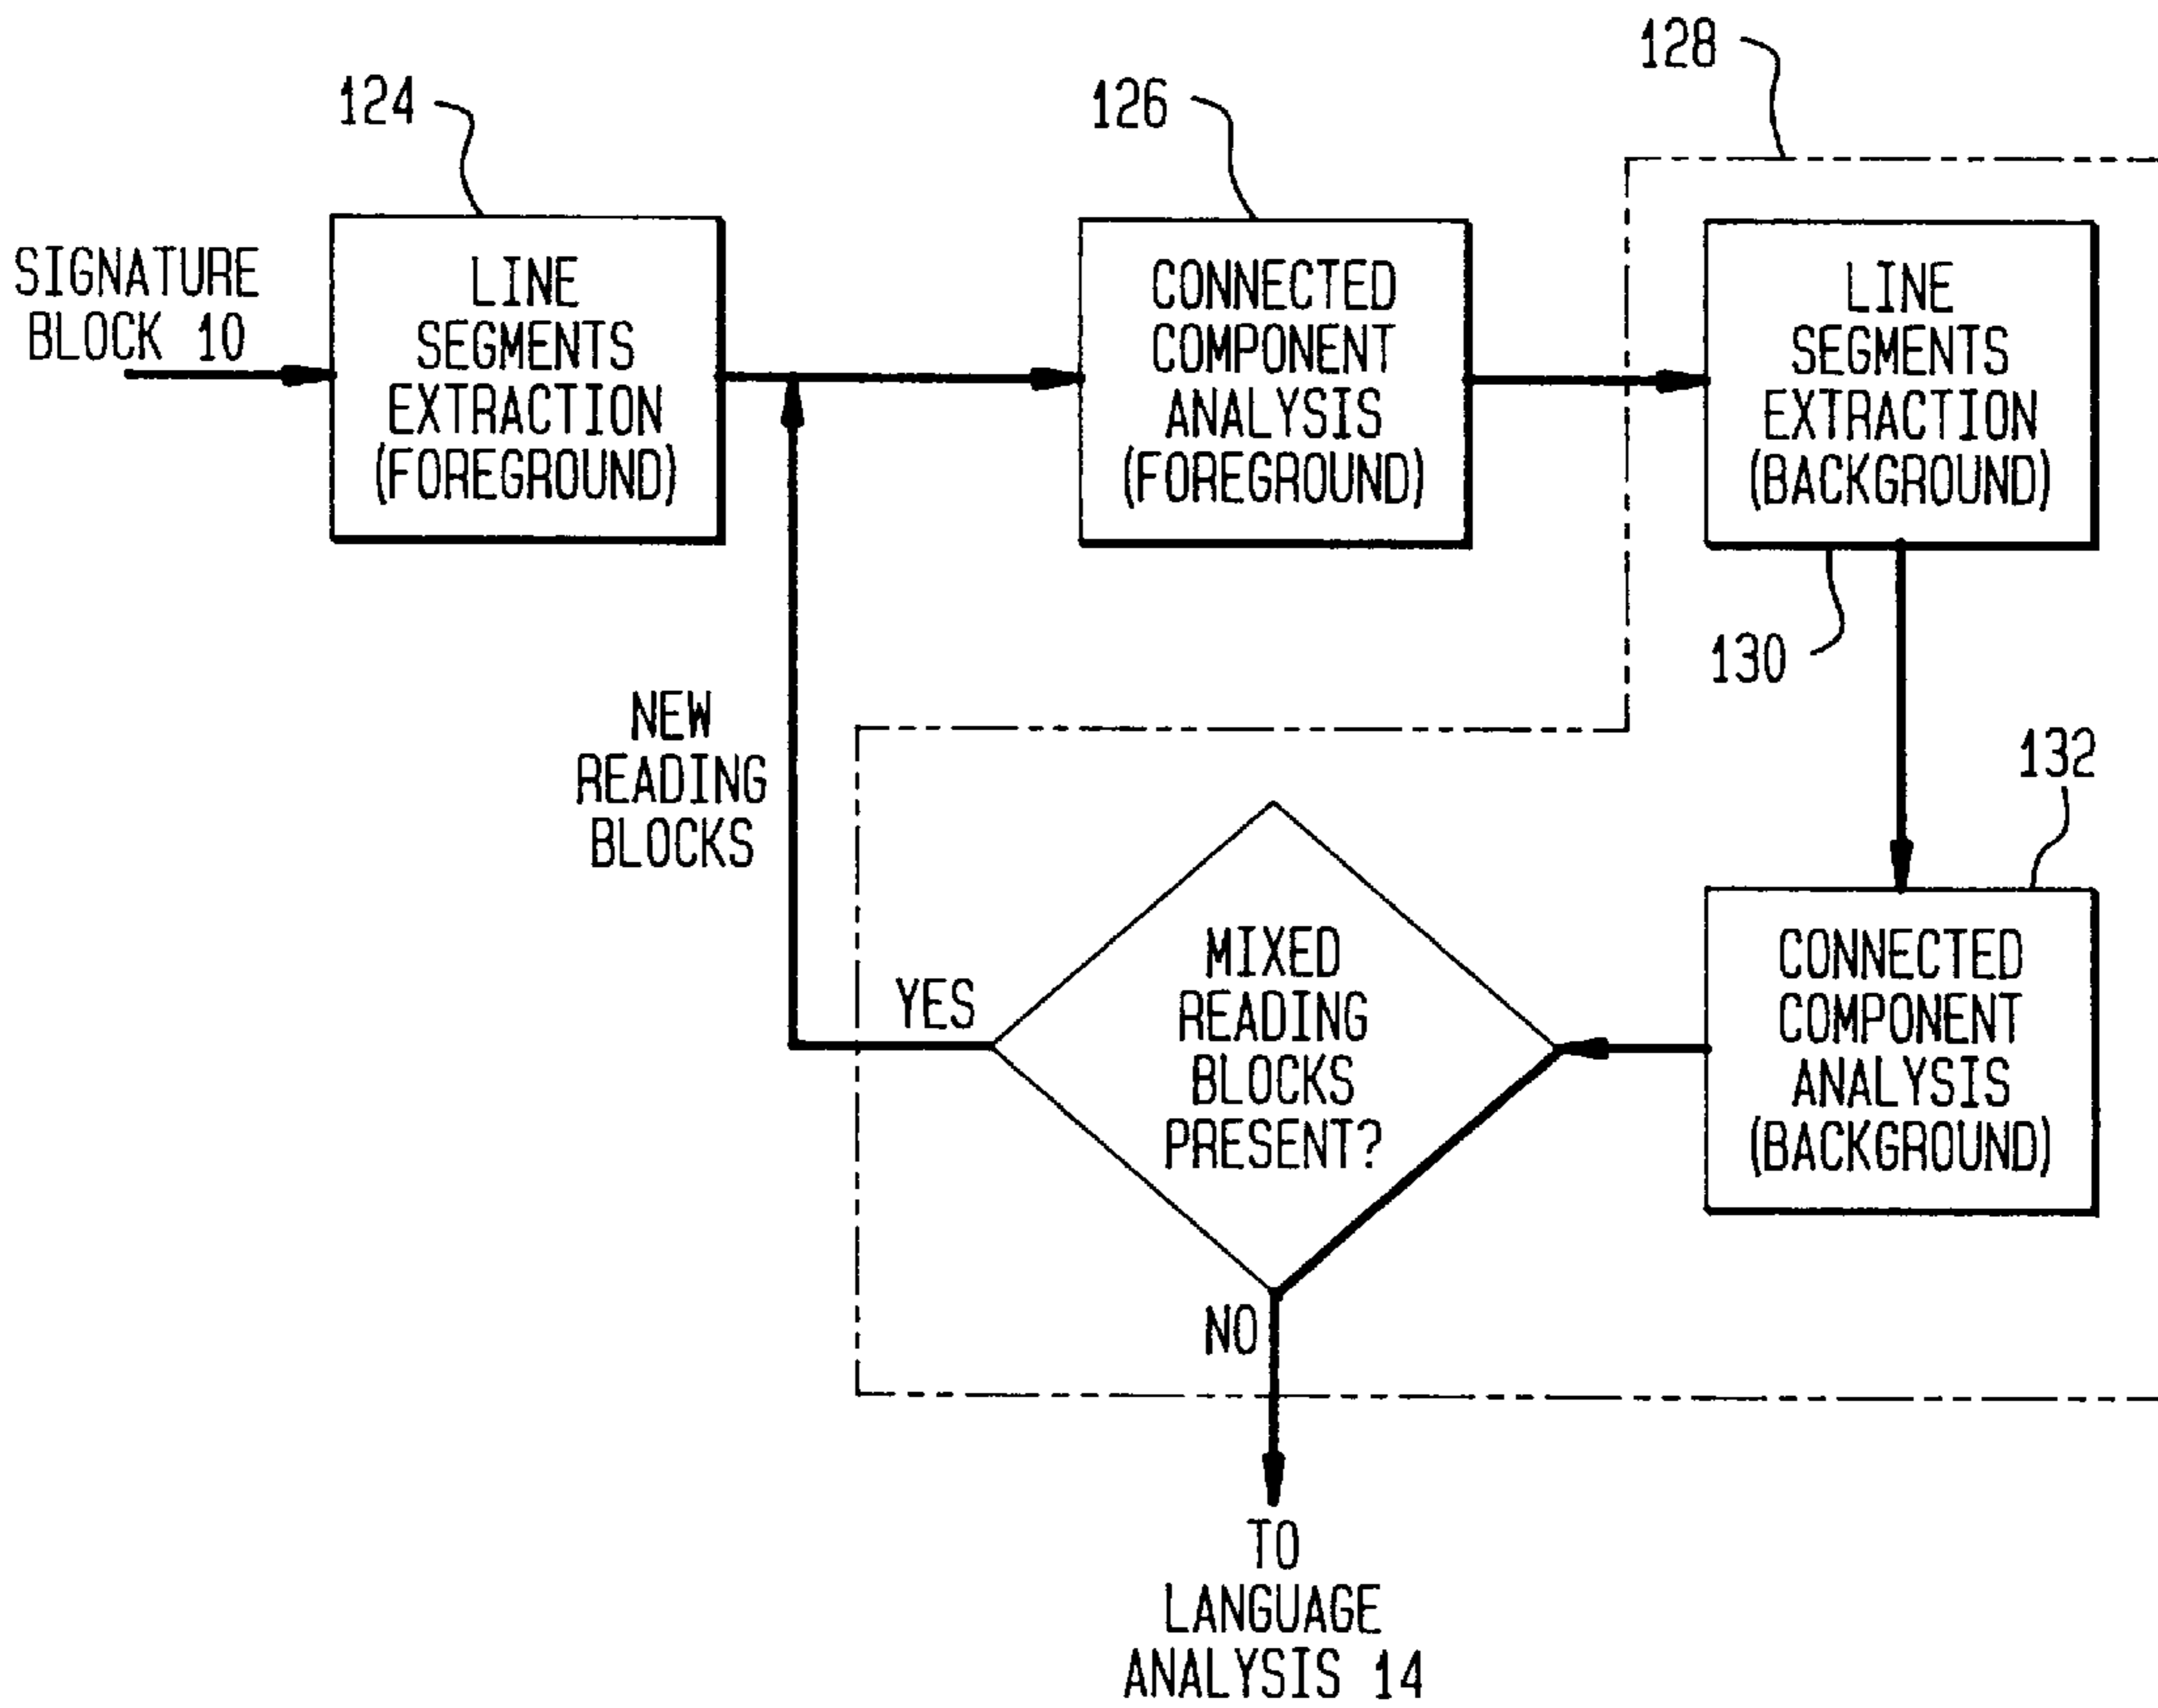 128
124
126
SIGNATURE
BLOCK 10
LINE
SEGMENTS
EXTRACTION
(FOREGROUND)
CONNECTED
COMPONENT
ANALYSIS
(FOREGROUND)
LINE
SEGMENTS
EXTRACTION
(BACKGROUND)
130
NEW
READING
BLOCKS
132
YES
MIXED
READING
BLOCKS
PRESENT?
CONNECTED
COMPONENT
ANALYSIS
(BACKGROUND)
NO
TO
LANGUAGE
ANALYSIS 14